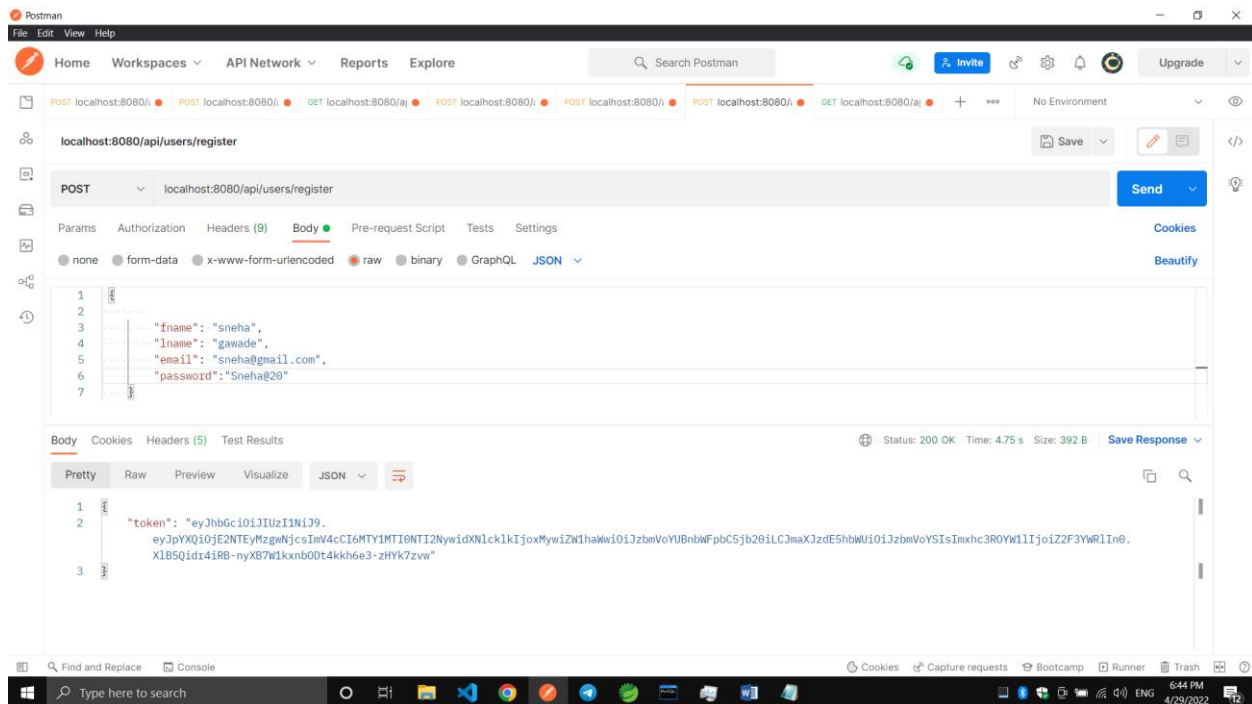 Postman
File Edit View Help
Home Workspaces API Network Reports Explore Search Postman Invite Upgrade
POST localhost:8080/a POST localhost:8080/a GET localhost:8080/ap POST localhost:8080/a POST localhost:8080/a POST localhost:8080/a GET localhost:8080/ap No Environment
localhost:8080/api/users/register Save
POST localhost:8080/api/users/register Send
Params Authorization Headers (9) Body Pre-request Script Tests Settings Cookies
none form-data x-www-form-urlencoded raw binary GraphQL JSON Beautify
1 {
2
3 "fname": "sneha",
4 "lname": "gawade",
5 "email": "sneha@gmail.com",
6 "password":"Sneha@20"
7 }
Body Cookies Headers (5) Test Results Status: 200 OK Time: 4.75 s Size: 392 B Save Response
Pretty Raw Preview Visualize JSON
1 {
2 "token": "eyJhbGciOiJIUzI1NiJ9.
eyJpYXQiOjE2NTEyMzgwNjcsImV4cCI6MTY1MTI0NTI2NywidXNlcklkIjoxMywiZW1haWwiOiJzbmVoYUBnbWFpbC5jb20iLCJmaXJzdE5hbWUiOiJzbmVoYSIsImxhc3ROYW1lIjoiZ2F3YWRlIn0.
XlB5Qidr4iRB-nyXB7W1kxnbODt4kkh6e3-zHYk7zvw"
3 }
Find and Replace Console Cookies Capture requests Bootcamp Runner Trash
Type here to search ENG 6:44 PM
4/29/2022
12